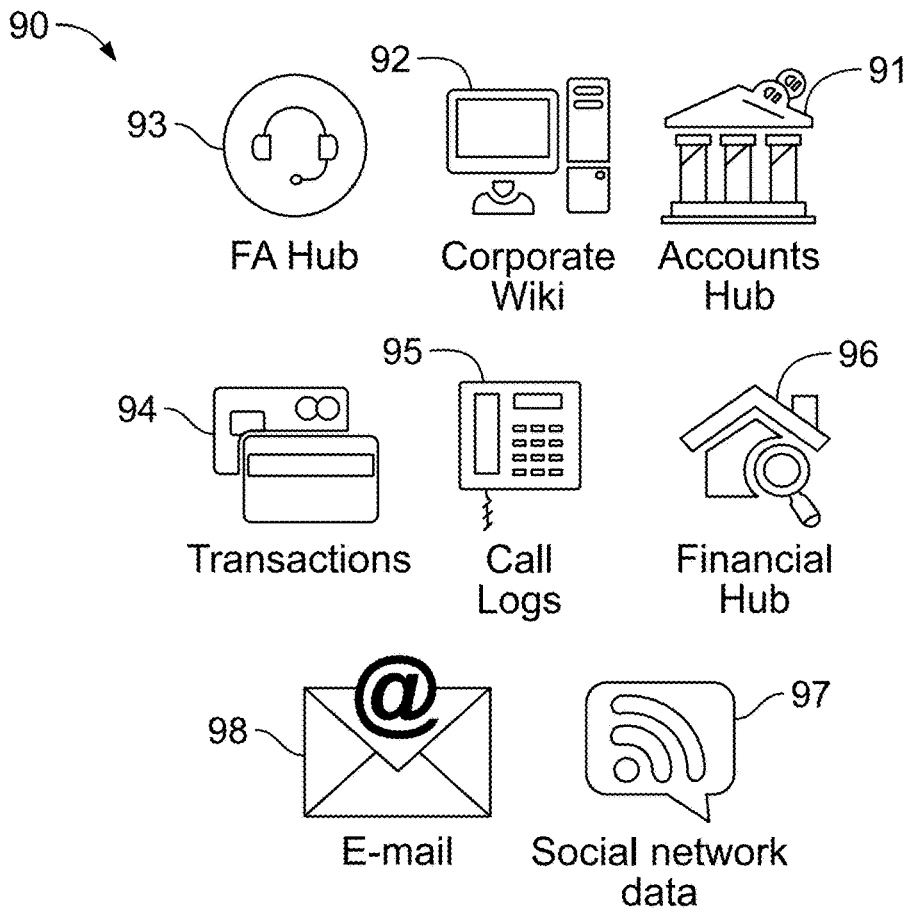 90
93
92
91
FA Hub
Corporate
Wiki
Accounts
Hub
94
95
96
Transactions
Call
Logs
Financial
Hub
@
98
97
E-mail
Social network
data